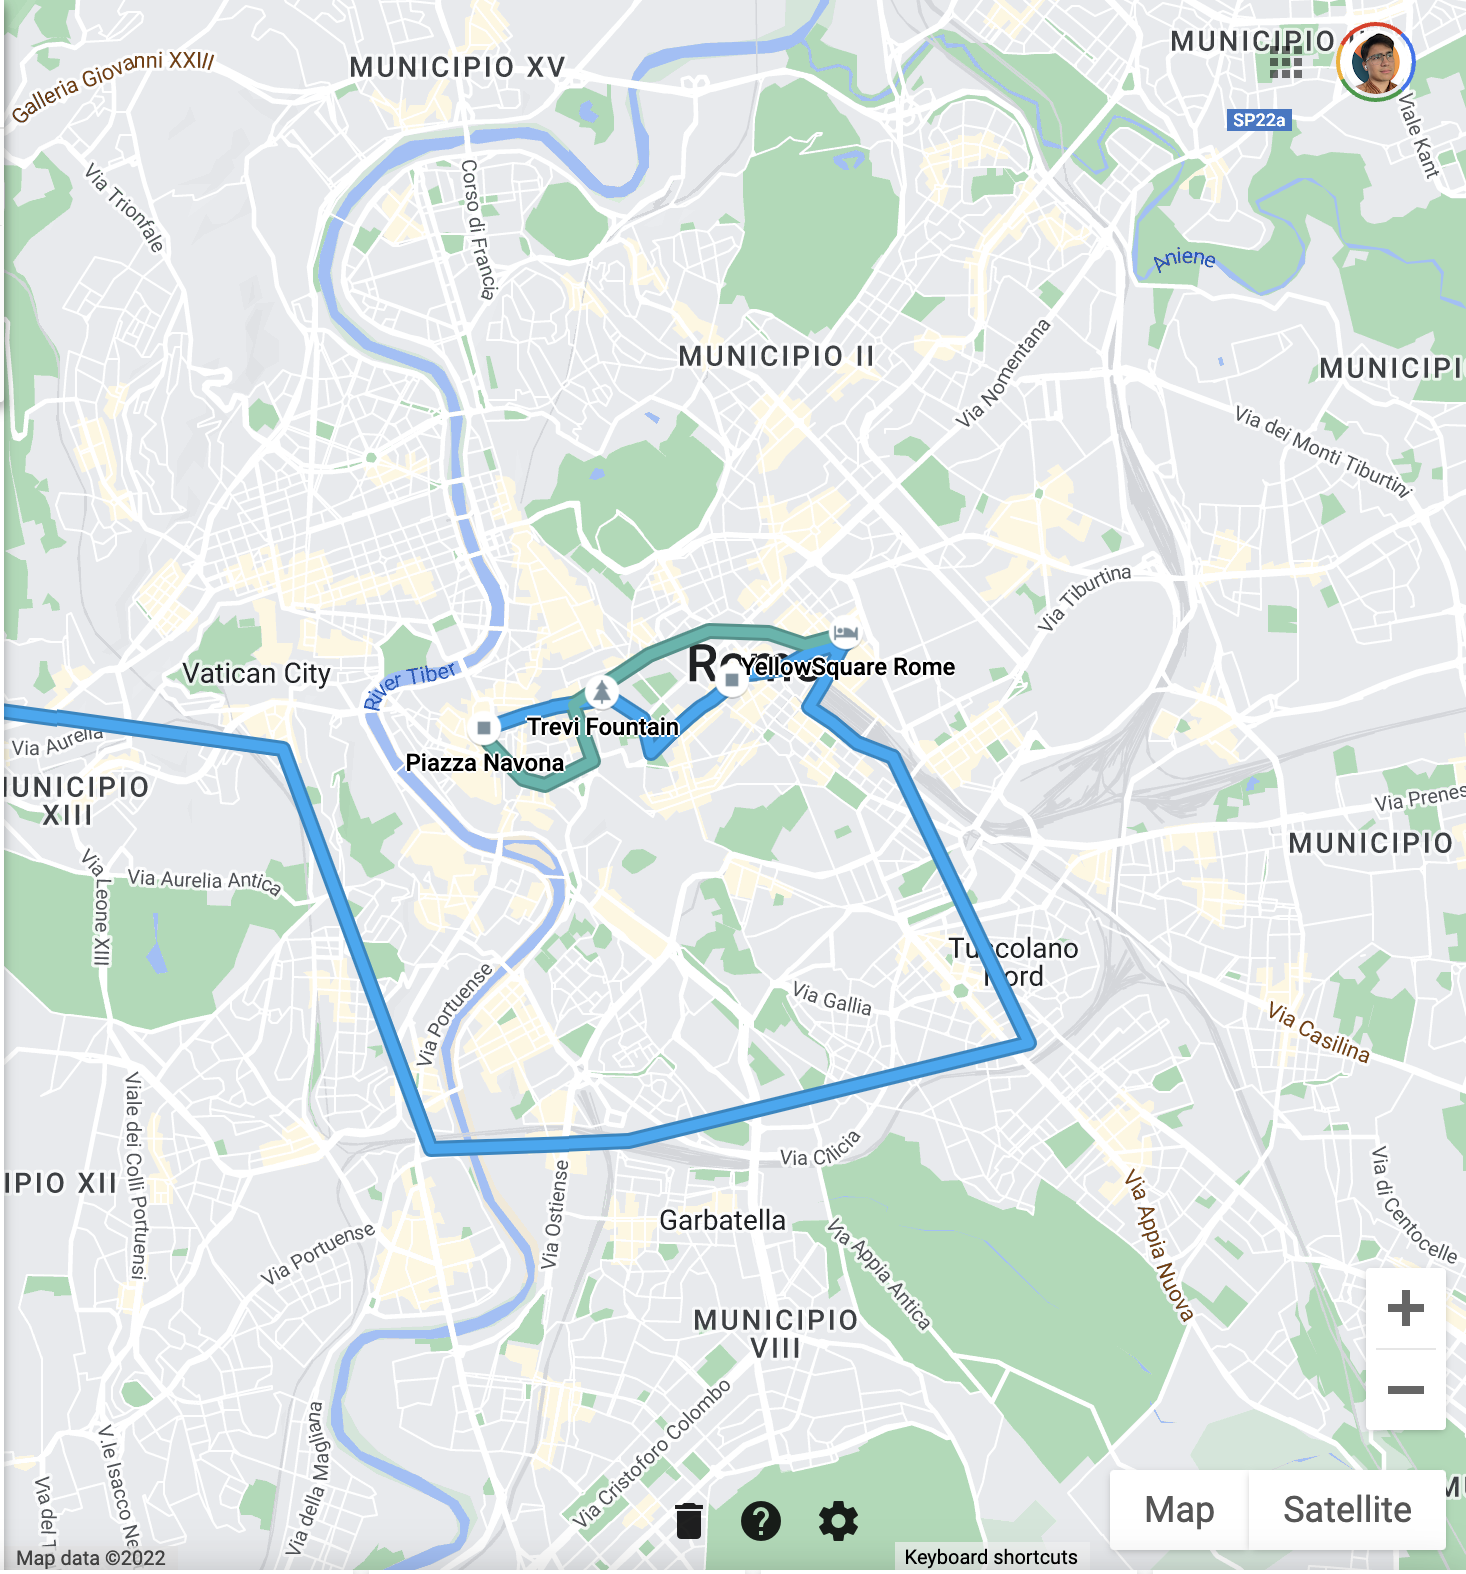 MUNICIPIO
Galleria Giovanni XXIII
MUNICIPIO XV
SP22a
Viale Kant
Via Trionfale
Corso di Francia
Aniene
MUNICIPIO II
Via Nomentana
MUNICIPI
Via dei Monti Tiburtini
Via Tiburtina
Vatican City
River Tiber
YellowSquare Rome
Trevi Fountain
Piazza Navona
Via Aurelia
UNICIPIO
XIII
Via Prenes
MUNICIPIO
Via Leone XIII
Via Aurelia Antica
Tuscolano
Nord
Via Gallia
Via Portuense
Via Casilina
Viale dei Colli Portuensi
Via Cilicia
IPIO XII
Via Ostiense
Via Appia Nuova
Via di Centocelle
Garbatella
Via Portuense
Via Appia Antica
MUNICIPIO
VIII
Via Cristoforo Colombo
Via della Magliana
V.le Isacco Ne
Via del
Map
Satellite
Map data ©2022
Keyboard shortcuts